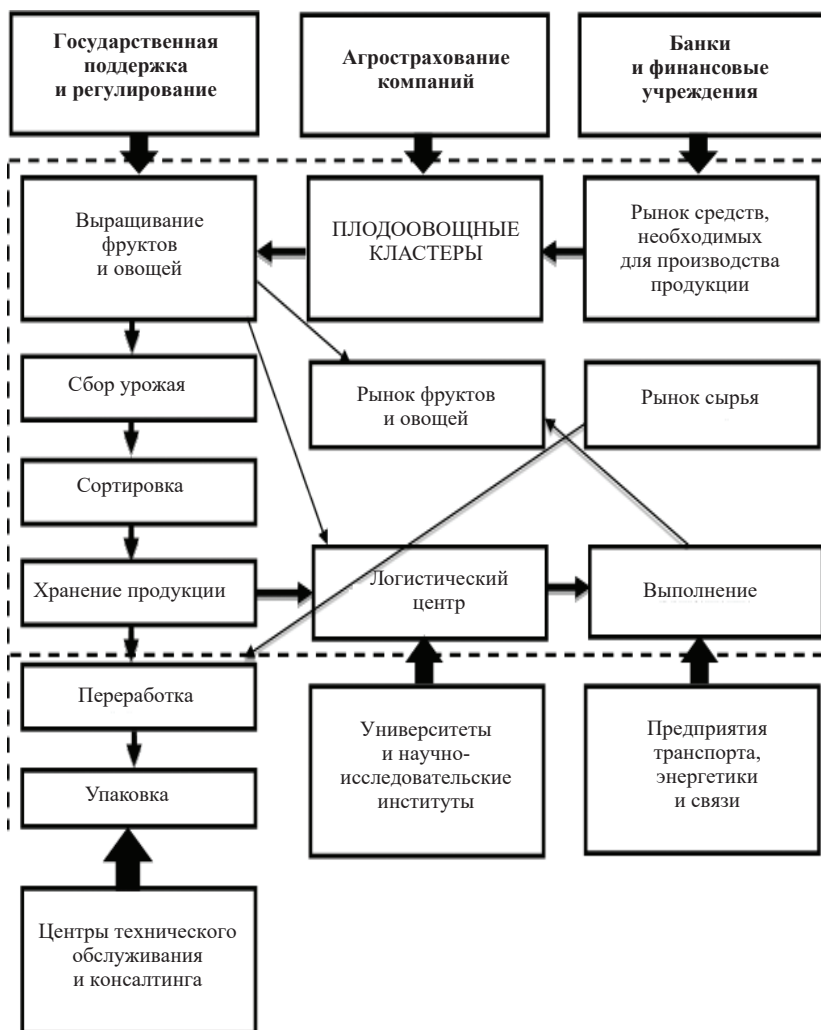 Государственная
поддержка
и регулирование
Агрострахование
компаний
Банки
и финансовые
учреждения
Выращивание
фруктов
и овощей
ПЛОДООВОЩНЫЕ
КЛАСТЕРЫ
Рынок средств,
необходимых
для производства
продукции
Сбор урожая
Рынок фруктов
и овощей
Рынок сырья
Сортировка
Хранение продукции
Логистический
центр
Выполнение
Переработка
Университеты
и научно-
исследовательские
институты
Предприятия
транспорта,
энергетики
и связи
Упаковка
Центры технического
обслуживания
и консалтинга